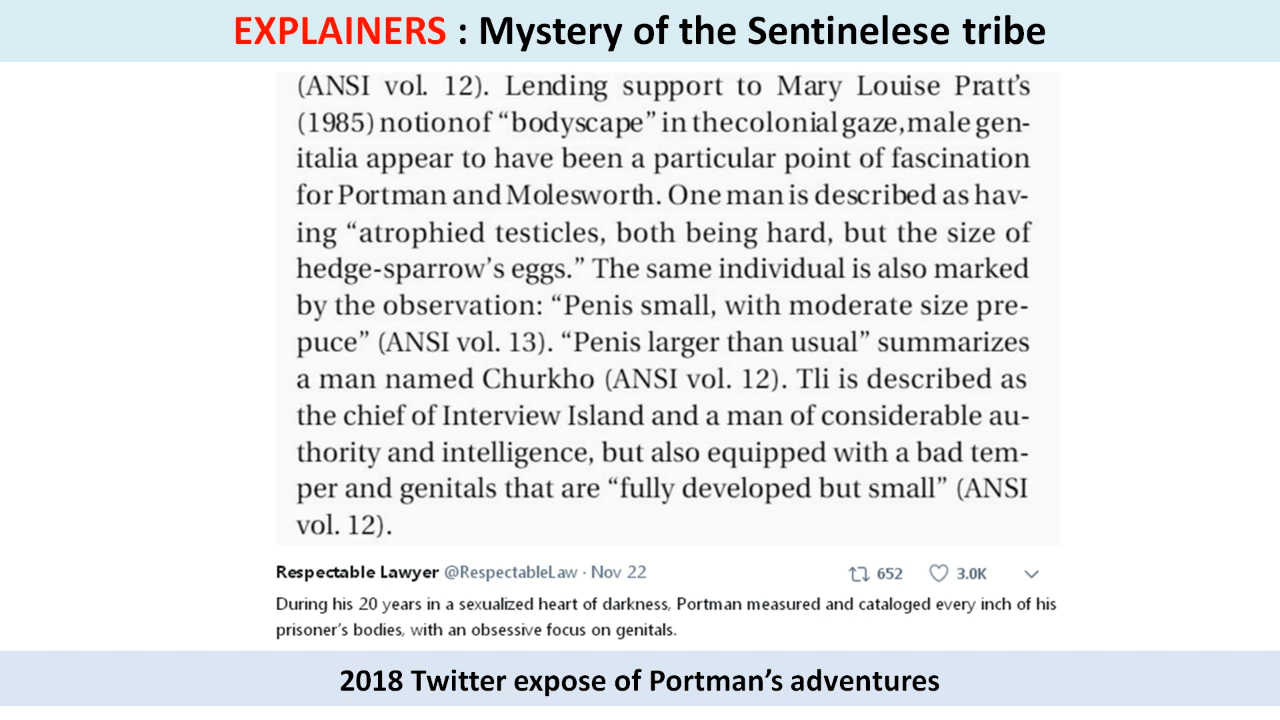 EXPLAINERS : Mystery of the Sentinelese tribe
(ANSI vol. 12). Lending support to Mary Louise Pratt's
(1985) notionof “bodyscape” in thecolonial gaze, male gen-
italia appear to have been a particular point of fascination
for Portman and Molesworth. One man is described as hav-
ing “atrophied testicles, both being hard, but the size of
hedge-sparrow's eggs.” The same individual is also marked
by the observation: “Penis small, with moderate size pre-
puce” (ANSI vol. 13). “Penis larger than usual” summarizes
a man named Churkho (ANSI vol. 12). Tli is described as
the chief of Interview Island and a man of considerable au-
thority and intelligence, but also equipped with a bad tem-
per and genitals that are “fully developed but small” (ANSI
vol. 12).
Respectable Lawyer @RespectableLaw · Nov 22 652 3.0K
During his 20 years in a sexualized heart of darkness, Portman measured and cataloged every inch of his
prisoner's bodies, with an obsessive focus on genitals.
2018 Twitter expose of Portman’s adventures